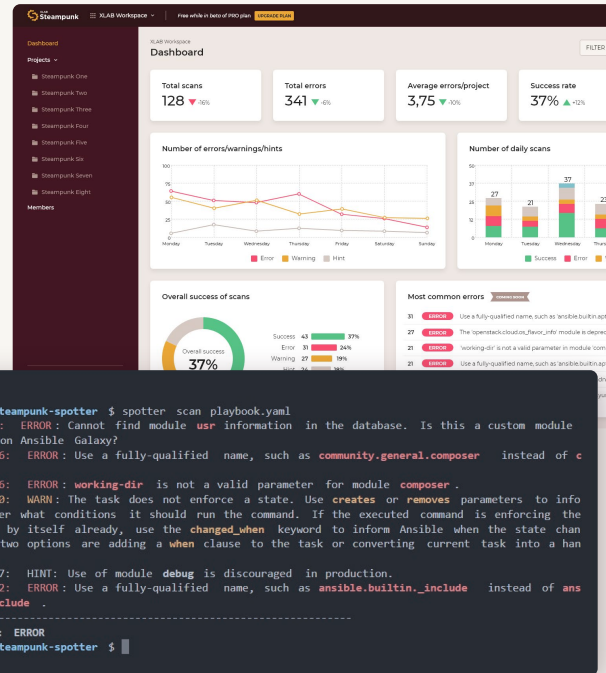 XLAB
Steampunk
XLAB Workspace
Free while in beta of PRO plan
UPGRADE PLAN
Dashboard
Projects
Steampunk One
Steampunk Two
Steampunk Three
Steampunk Four
Steampunk Five
Steampunk Six
Steampunk Seven
Steampunk Eight
Members
XLAB Workspace
Dashboard
FILTER
Total scans
128 -16%
Total errors
341 -6%
Average errors/project
3,75 -10%
Success rate
37% +12%
Number of errors/warnings/hints
100
75
50
25
0
Monday Tuesday Wednesday Thursday Friday Saturday Sunday
Error Warning Hint
Number of daily scans
50
37
25
12
0
27
21
37
23
Monday Tuesday Wednesday Thurs
Success Error
Overall success of scans
Overall success
37%
Success 43 37%
Error 31 24%
Warning 27 19%
Most common errors
31 ERROR Use a fully-qualified name, such as 'ansible.builtin.apt
27 ERROR The 'openstack.cloud.os_flavor_info' module is deprec
21 ERROR 'working-dir' is not a valid parameter in module 'com
21 ERROR Use a fully-qualified name, such as 'ansible.builtin.apt
steampunk-spotter $ spotter scan playbook.yaml
: ERROR: Cannot find module usr information in the database. Is this a custom module
on Ansible Galaxy?
6: ERROR: Use a fully-qualified name, such as community.general.composer instead of c
6: ERROR: working-dir is not a valid parameter for module composer.
0: WARN: The task does not enforce a state. Use creates or removes parameters to info
er what conditions it should run the command. If the executed command is enforcing the
by itself already, use the changed_when keyword to inform Ansible when the state chan
two options are adding a when clause to the task or converting current task into a han
7: HINT: Use of module debug is discouraged in production.
2: ERROR: Use a fully-qualified name, such as ansible.builtin._include instead of ans
clude .
------------------------------------------------------
: ERROR
steampunk-spotter $